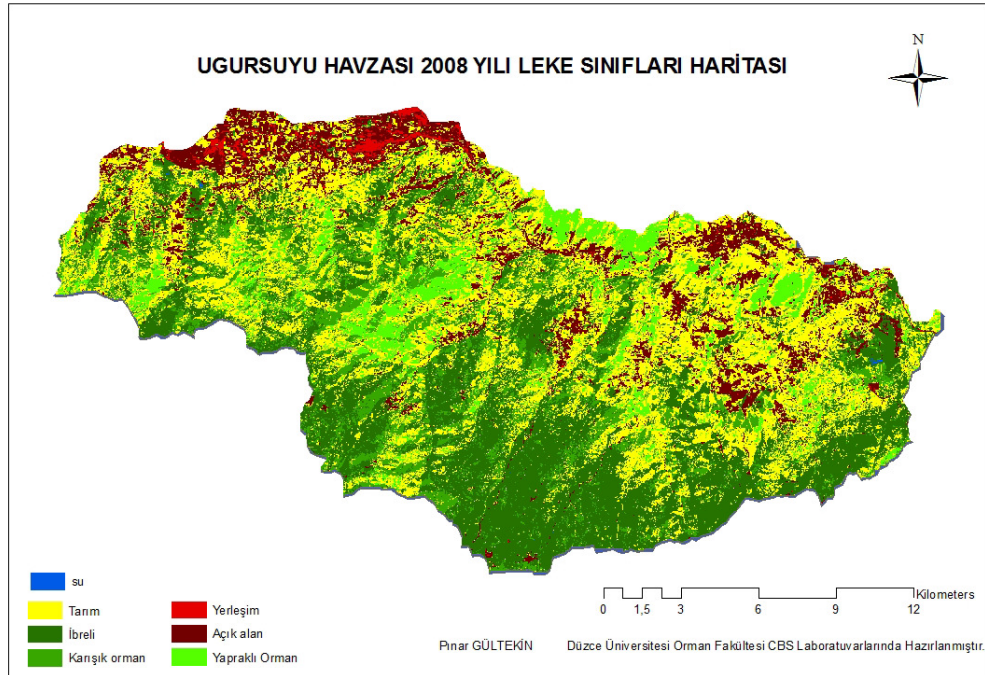 UGURSUYU HAVZASI 2008 YILI LEKE SINIFLARI HARİTASI
N
su
Tarım
Yerleşim
İbreli
Açık alan
Karışık orman
Yapraklı Orman
Kilometers
0 1,5 3 6 9 12
Pınar GÜLTEKİN Düzce Üniversitesi Orman Fakültesi CBS Laboratuvarlarında Hazırlanmıştır.